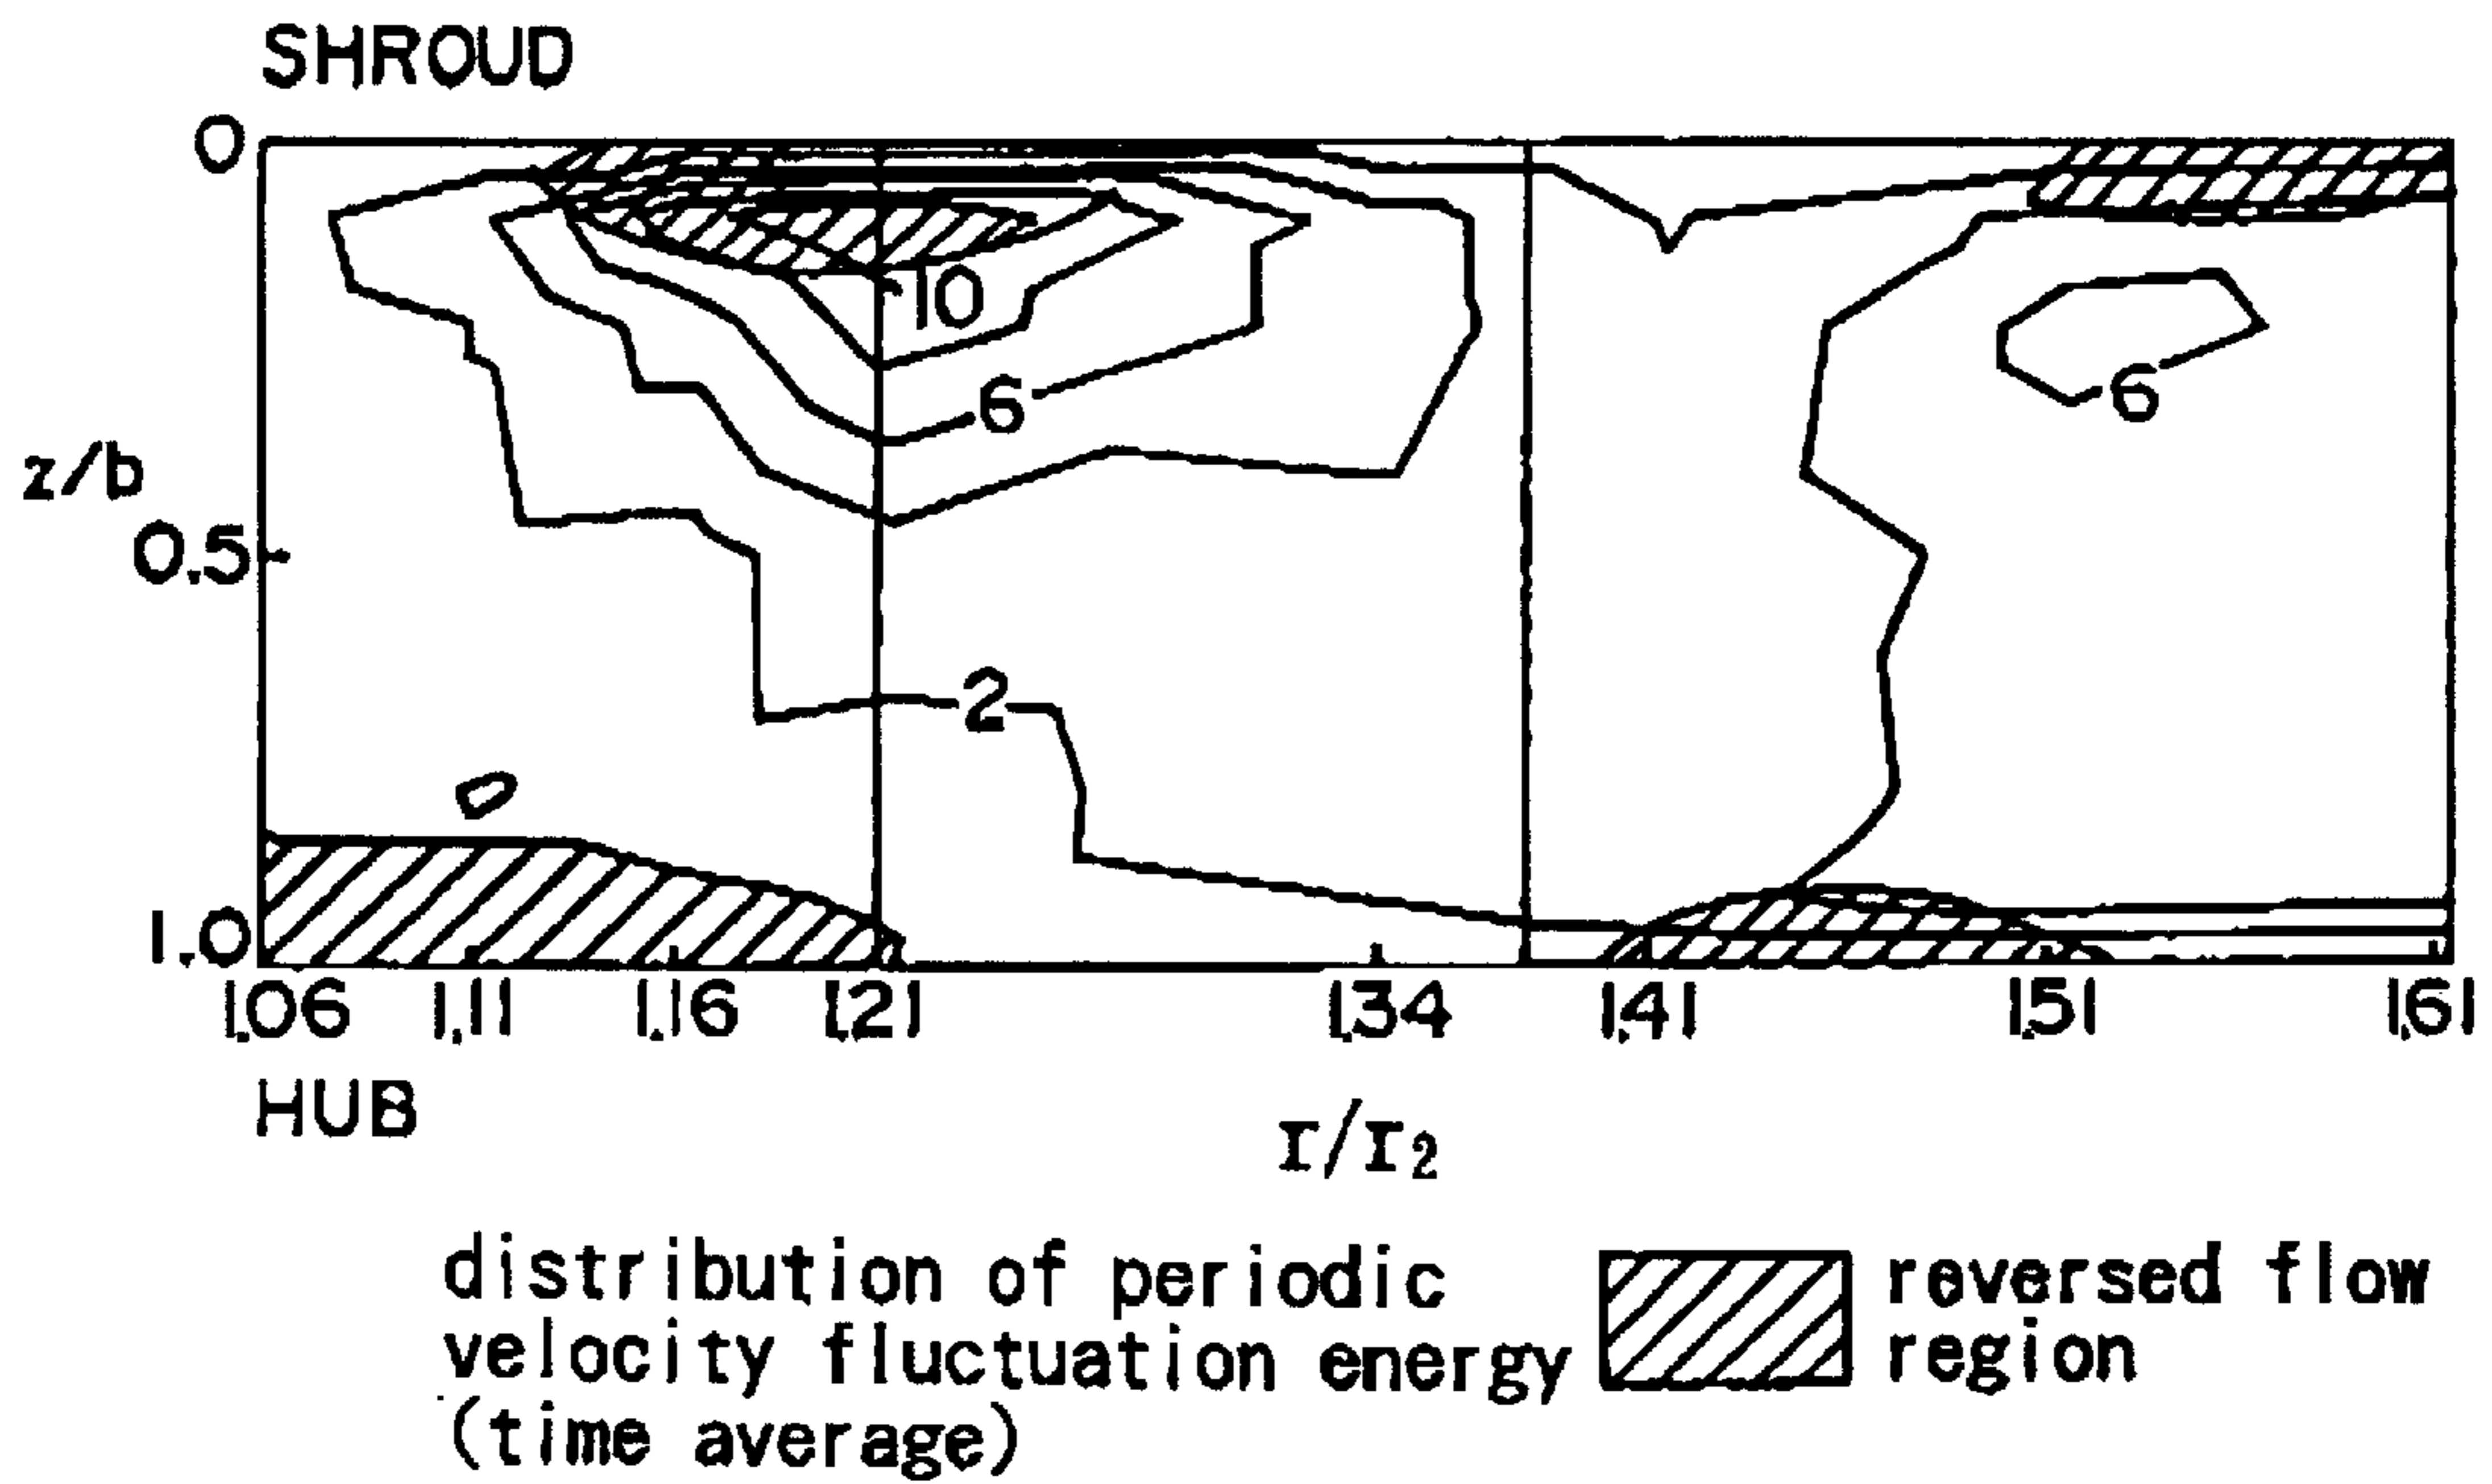 SHROUD
0
10
6
6
z/b
0.5
2
1.0
1.06 1.11 1.16 1.21 1.34 1.41 1.51 1.61
HUB
r/r2
distribution of periodic
velocity fluctuation energy
(time average)
reversed flow
region